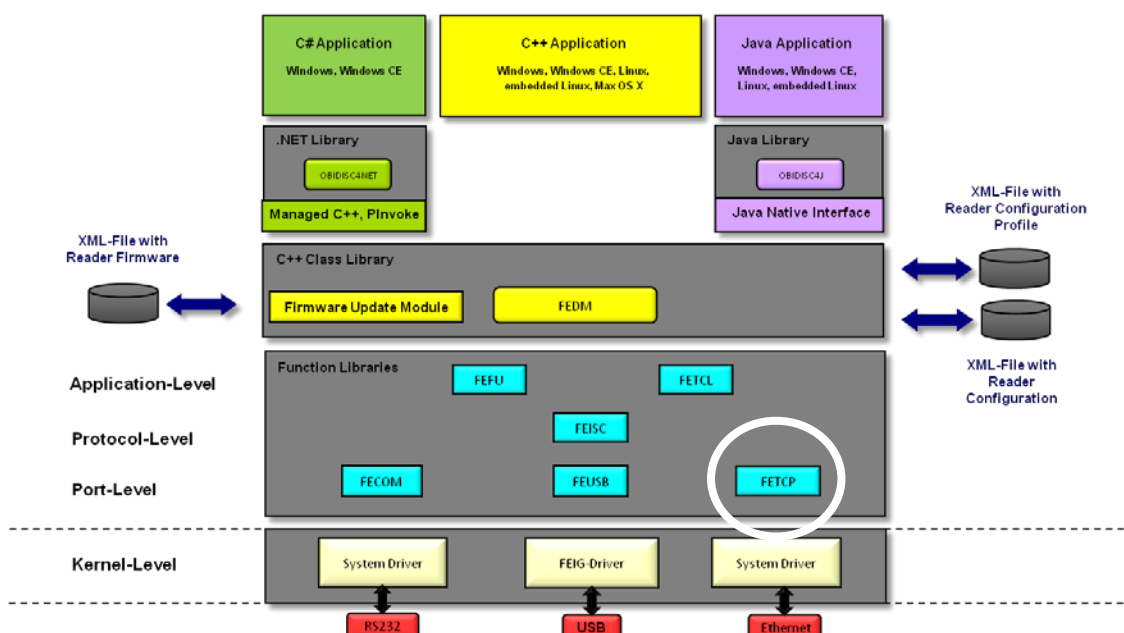 C# Application
Windows, Windows CE
C++ Application
Windows, Windows CE, Linux,
embedded Linux, Max OS X
Java Application
Windows, Windows CE,
Linux, embedded Linux
.NET Library
OBIDISC4NET
Managed C++, PInvoke
Java Library
OBIDISC4J
Java Native Interface
XML-File with
Reader Firmware
C++ Class Library
Firmware Update Module
FEDM
XML-File with
Reader Configuration
Profile
XML-File with
Reader
Configuration
Function Libraries
Application-Level
FEFU
FETCL
Protocol-Level
FEISC
Port-Level
FECOM
FEUSB
FETCP
Kernel-Level
System Driver
FEIG-Driver
System Driver
RS232
USB
Ethernet